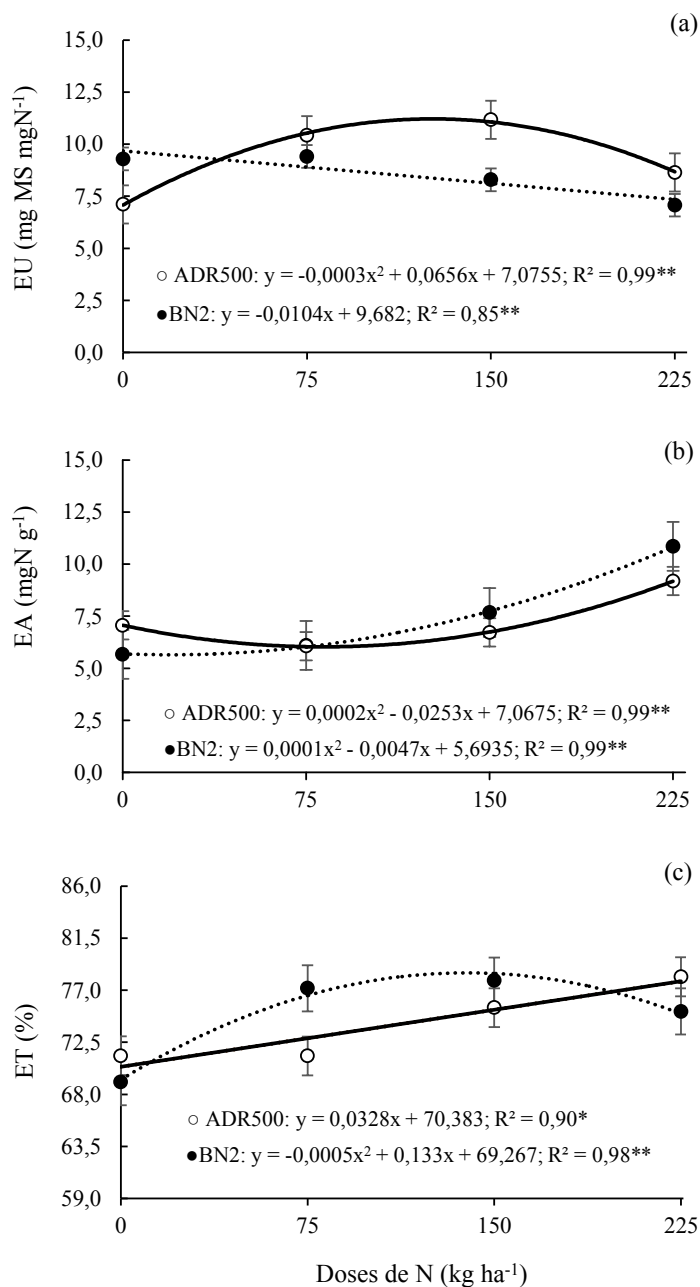 (a)
15,0
12,5
10,0
7,5
5,0
2,5
0,0
EU (mg MS mgN⁻¹)
ADR500: y = -0,0003x² + 0,0656x + 7,0755; R² = 0,99**
BN2: y = -0,0104x + 9,682; R² = 0,85**
0 75 150 225
(b)
15,0
12,5
10,0
7,5
5,0
2,5
0,0
EA (mgN g⁻¹)
ADR500: y = 0,0002x² - 0,0253x + 7,0675; R² = 0,99**
BN2: y = 0,0001x² - 0,0047x + 5,6935; R² = 0,99**
0 75 150 225
(c)
86,0
81,5
77,0
72,5
68,0
63,5
59,0
ET (%)
ADR500: y = 0,0328x + 70,383; R² = 0,90*
BN2: y = -0,0005x² + 0,133x + 69,267; R² = 0,98**
0 75 150 225
Doses de N (kg ha⁻¹)